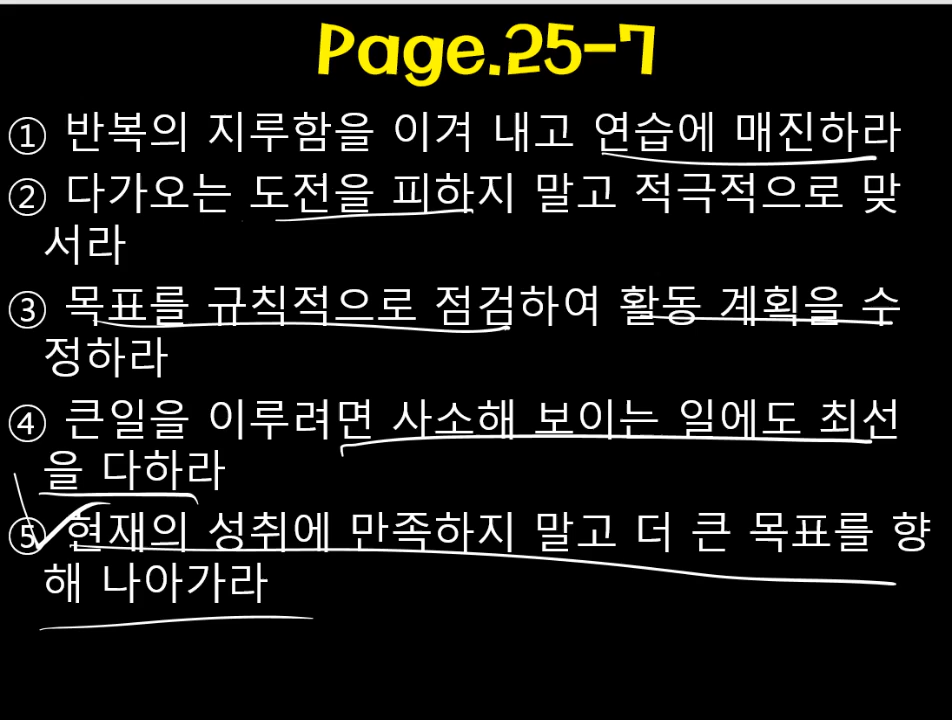 Page.25-7
① 반복의 지루함을 이겨 내고 연습에 매진하라
② 다가오는 도전을 피하지 말고 적극적으로 맞
서라
③ 목표를 규칙적으로 점검하여 활동 계획을 수
정하라
④ 큰일을 이루려면 사소해 보이는 일에도 최선
을 다하라
⑤ 현재의 성취에 만족하지 말고 더 큰 목표를 향
해 나아가라